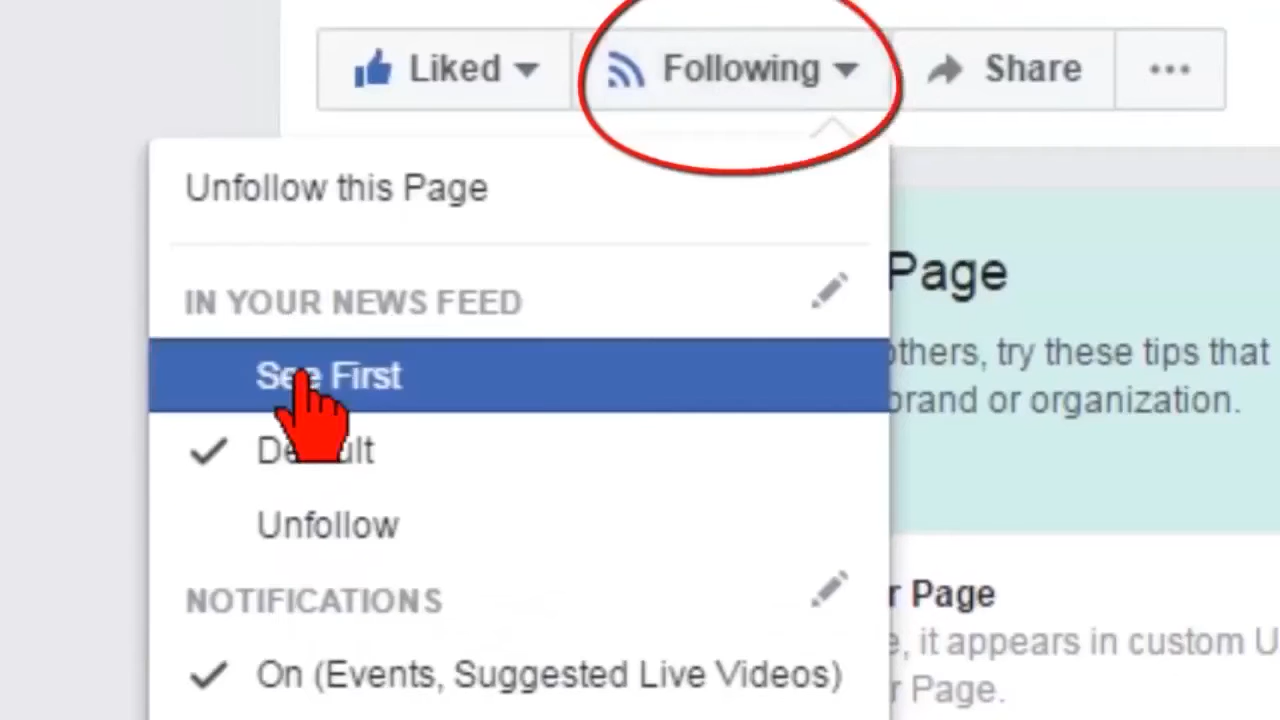 Liked Following Share
Unfollow this Page
IN YOUR NEWS FEED
See First
Default
Unfollow
NOTIFICATIONS
On (Events, Suggested Live Videos)
Page
others, try these tips that
brand or organization.
r Page
e, it appears in custom U
r Page.